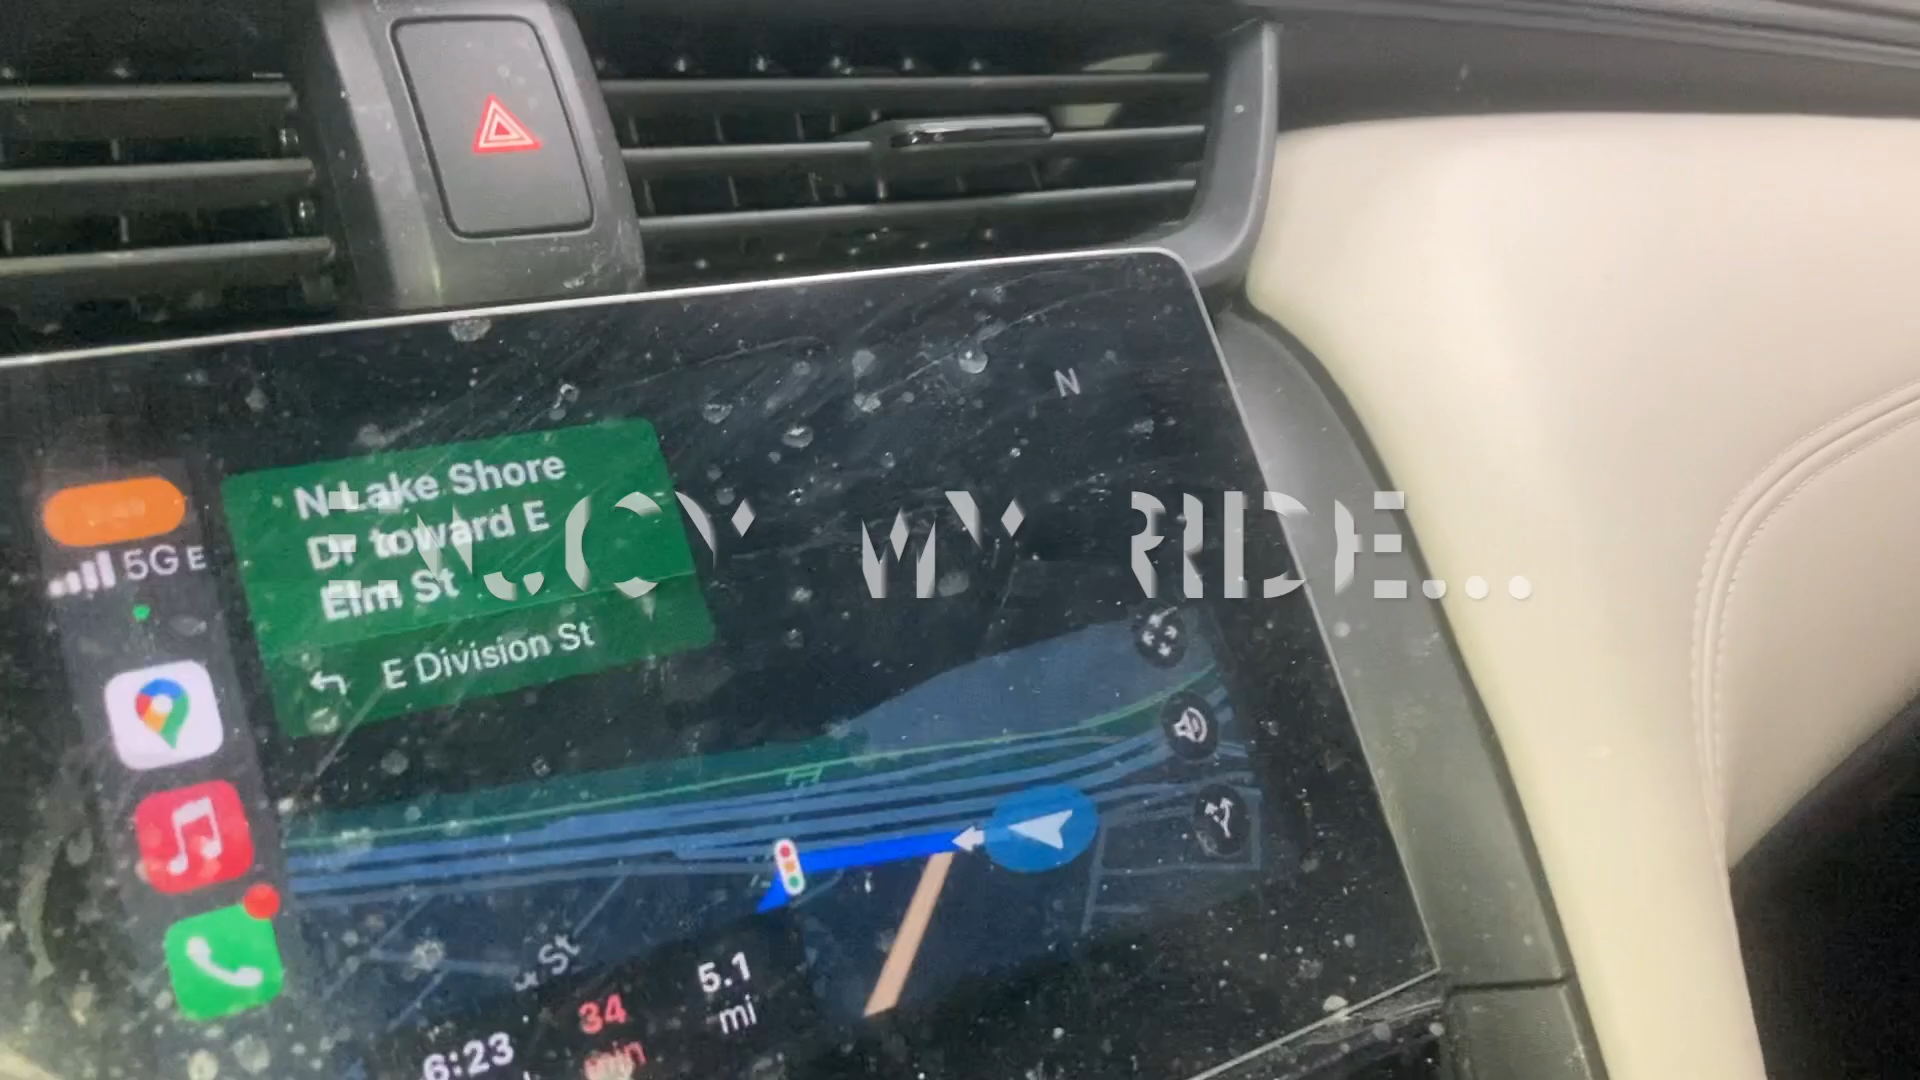 N
N Lake Shore
Dr toward E
Elm St
E Division St
5G E
ENJOY MY RIDE...
St
6:23
34
min
5.1
mi